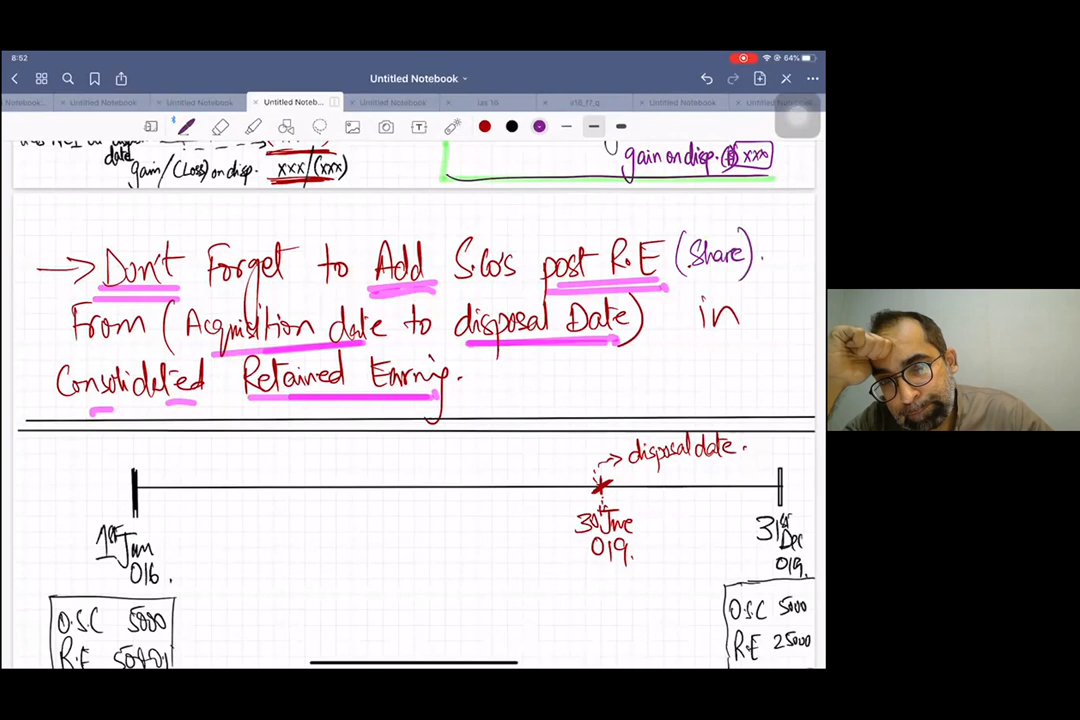 8:52
64%
Untitled Notebook
Notebook... Untitled Notebook Untitled Notebook Untitled Noteb... Untitled Notebook ias 16 Untitled Notebook Untitled Notebook
date
gain/(Loss) on disp. xxx/(xxx)
gain on disp. xxx
→ Don't Forget to Add S.Co's post R.E (Share).
From (Acquisition date to disposal Date) in
Consolidated Retained Earning.
→ disposal date.
1st Jan 016.
30th June 019.
31st Dec 019.
O.S.C 5000
R.E
O.S.C 5000
R.E 25000